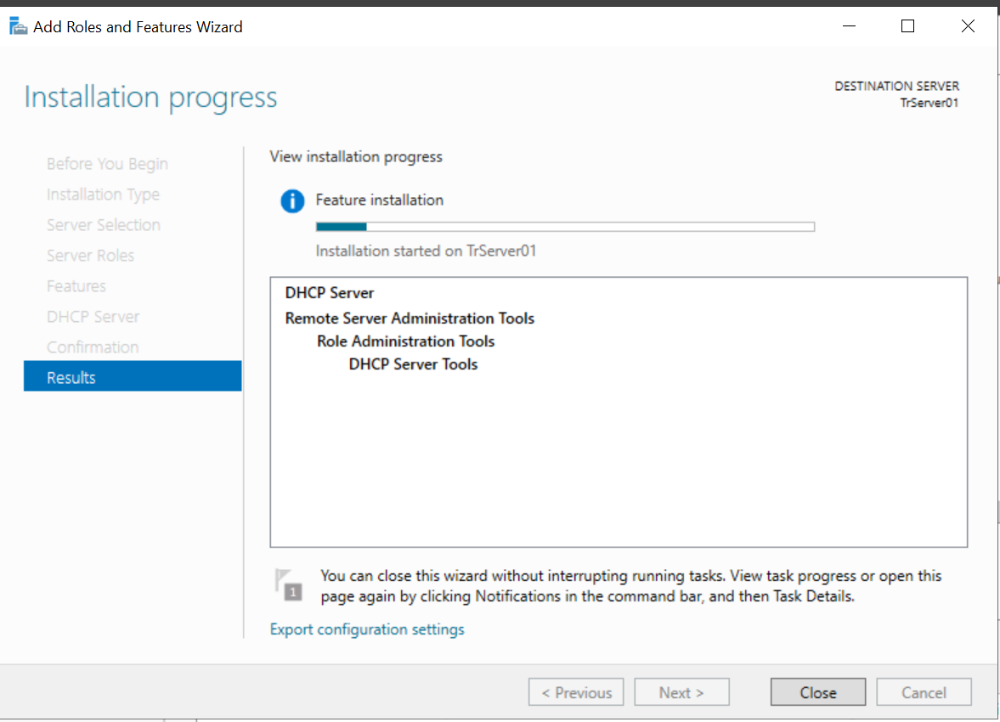 Add Roles and Features Wizard
Installation progress
DESTINATION SERVER
TrServer01
Before You Begin
Installation Type
Server Selection
Server Roles
Features
DHCP Server
Confirmation
Results
View installation progress
Feature installation
Installation started on TrServer01
DHCP Server
Remote Server Administration Tools
Role Administration Tools
DHCP Server Tools
1
You can close this wizard without interrupting running tasks. View task progress or open this
page again by clicking Notifications in the command bar, and then Task Details.
Export configuration settings
< Previous
Next >
Close
Cancel